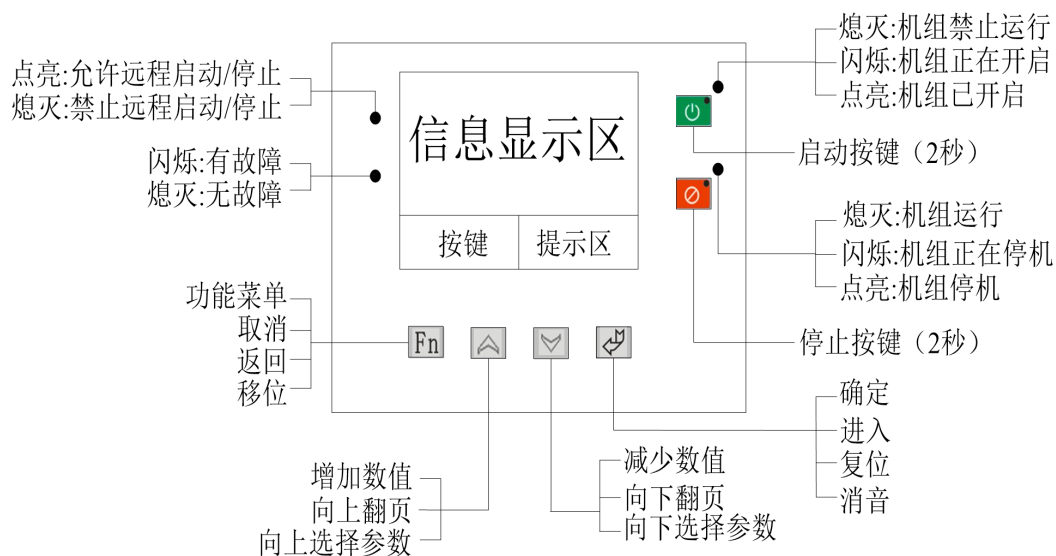 熄灭:机组禁止运行
闪烁:机组正在开启
点亮:机组已开启
点亮:允许远程启动/停止
熄灭:禁止远程启动/停止
信息显示区
启动按键（2秒）
闪烁:有故障
熄灭:无故障
熄灭:机组运行
闪烁:机组正在停机
点亮:机组停机
按键
提示区
功能菜单
取消
返回
移位
Fn
停止按键（2秒）
确定
进入
复位
消音
增加数值
向上翻页
向上选择参数
减少数值
向下翻页
向下选择参数